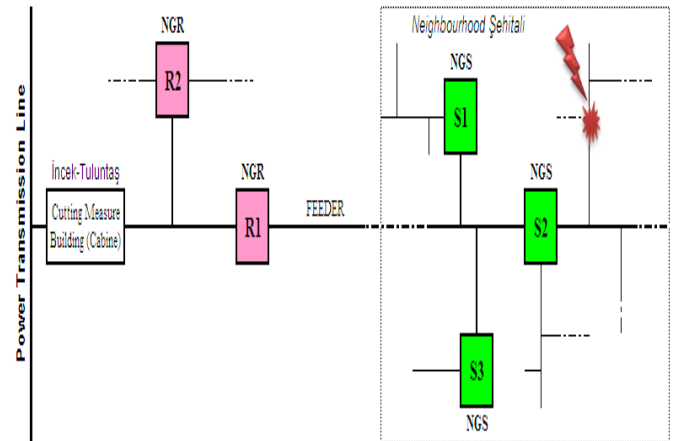 Power Transmission Line
İncek-Tuluntaş
Cutting Measure
Building (Cabine)
NGR
R2
NGR
R1
FEEDER
Neighbourhood Şehitali
NGS
S1
NGS
S2
S3
NGS